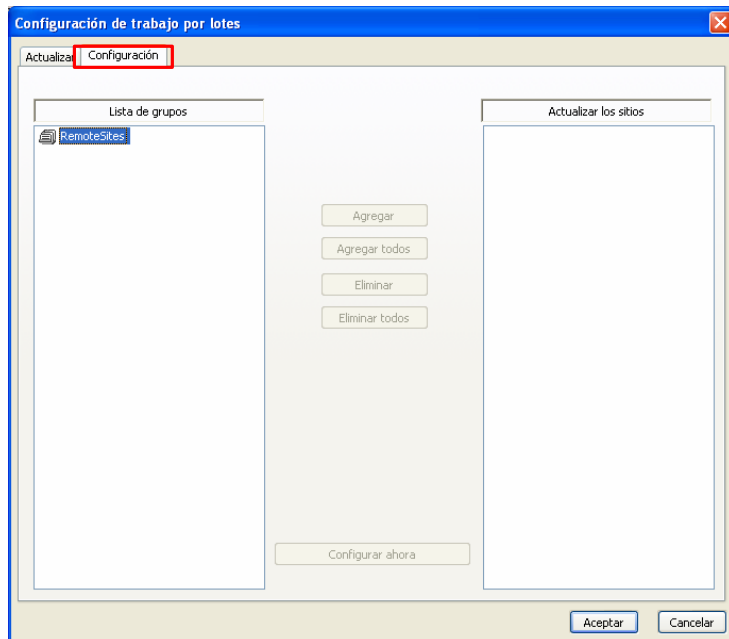 Configuración de trabajo por lotes
Actualizar Configuración
Lista de grupos
Actualizar los sitios
RemoteSites
Agregar
Agregar todos
Eliminar
Eliminar todos
Configurar ahora
Aceptar Cancelar